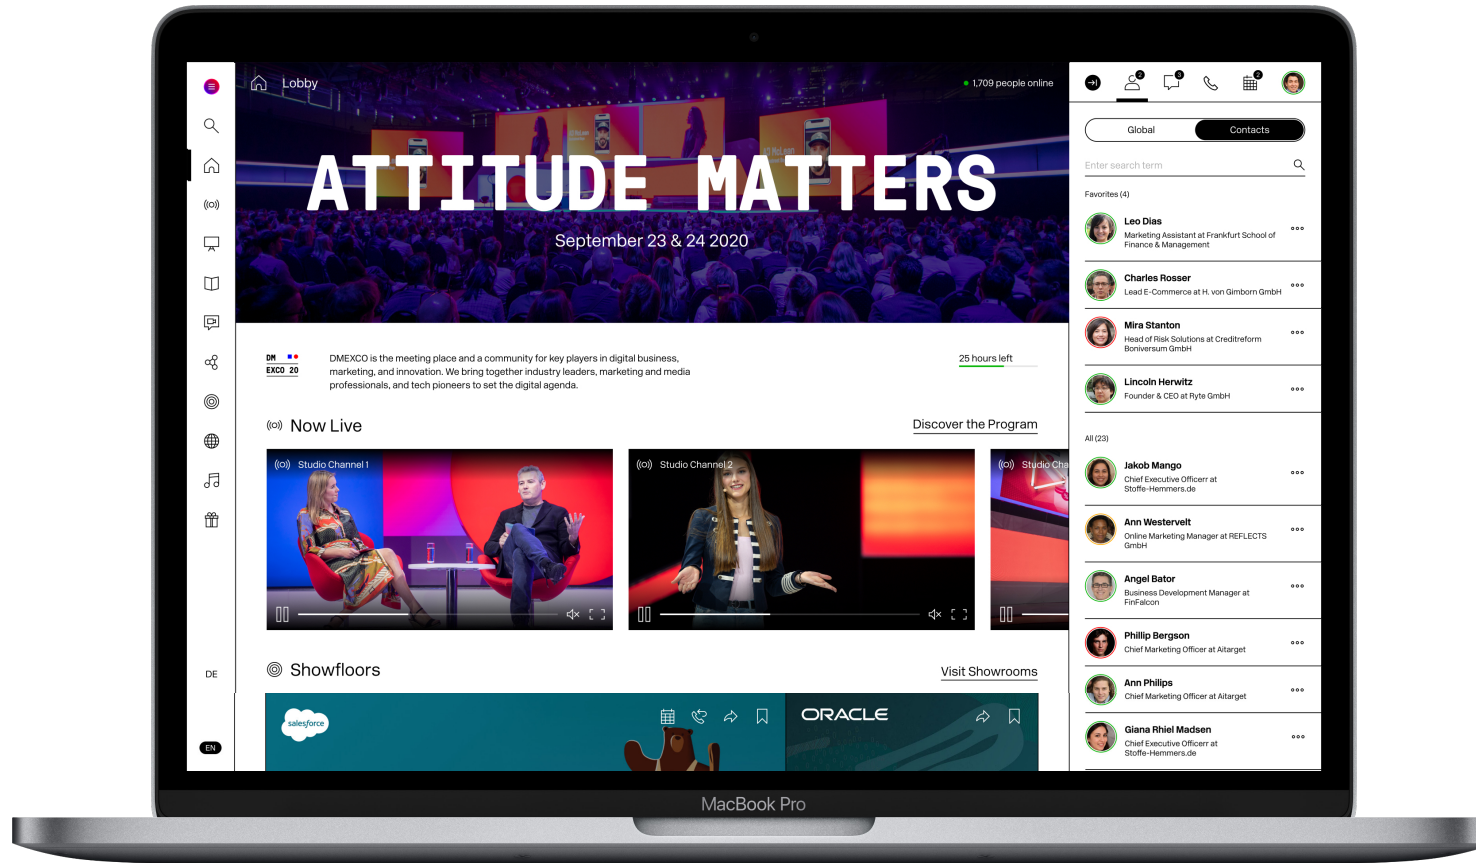 Lobby
1,709 people online
ATTITUDE MATTERS
September 23 & 24 2020
DM
EXCO 20
DMEXCO is the meeting place and a community for key players in digital business,
marketing, and innovation. We bring together industry leaders, marketing and media
professionals, and tech pioneers to set the digital agenda.
25 hours left
Now Live
Discover the Program
Studio Channel 1
Studio Channel 2
Studio Cha
Showfloors
Visit Showrooms
salesforce
ORACLE
DE
EN
2
3
2
Global
Contacts
Enter search term
Favorites (4)
Leo Dias
Marketing Assistant at Frankfurt School of
Finance & Management
Charles Rosser
Lead E-Commerce at H. von Gimborn GmbH
Mira Stanton
Head of Risk Solutions at Creditreform
Boniversum GmbH
Lincoln Herwitz
Founder & CEO at Ryte GmbH
All (23)
Jakob Mango
Chief Executive Officerr at
Stoffe-Hemmers.de
Ann Westervelt
Online Marketing Manager at REFLECTS
GmbH
Angel Bator
Business Development Manager at
FinFalcon
Phillip Bergson
Chief Marketing Officer at Aitarget
Ann Philips
Chief Marketing Officer at Aitarget
Giana Rhiel Madsen
Chief Executive Officerr at
Stoffe-Hemmers.de
MacBook Pro